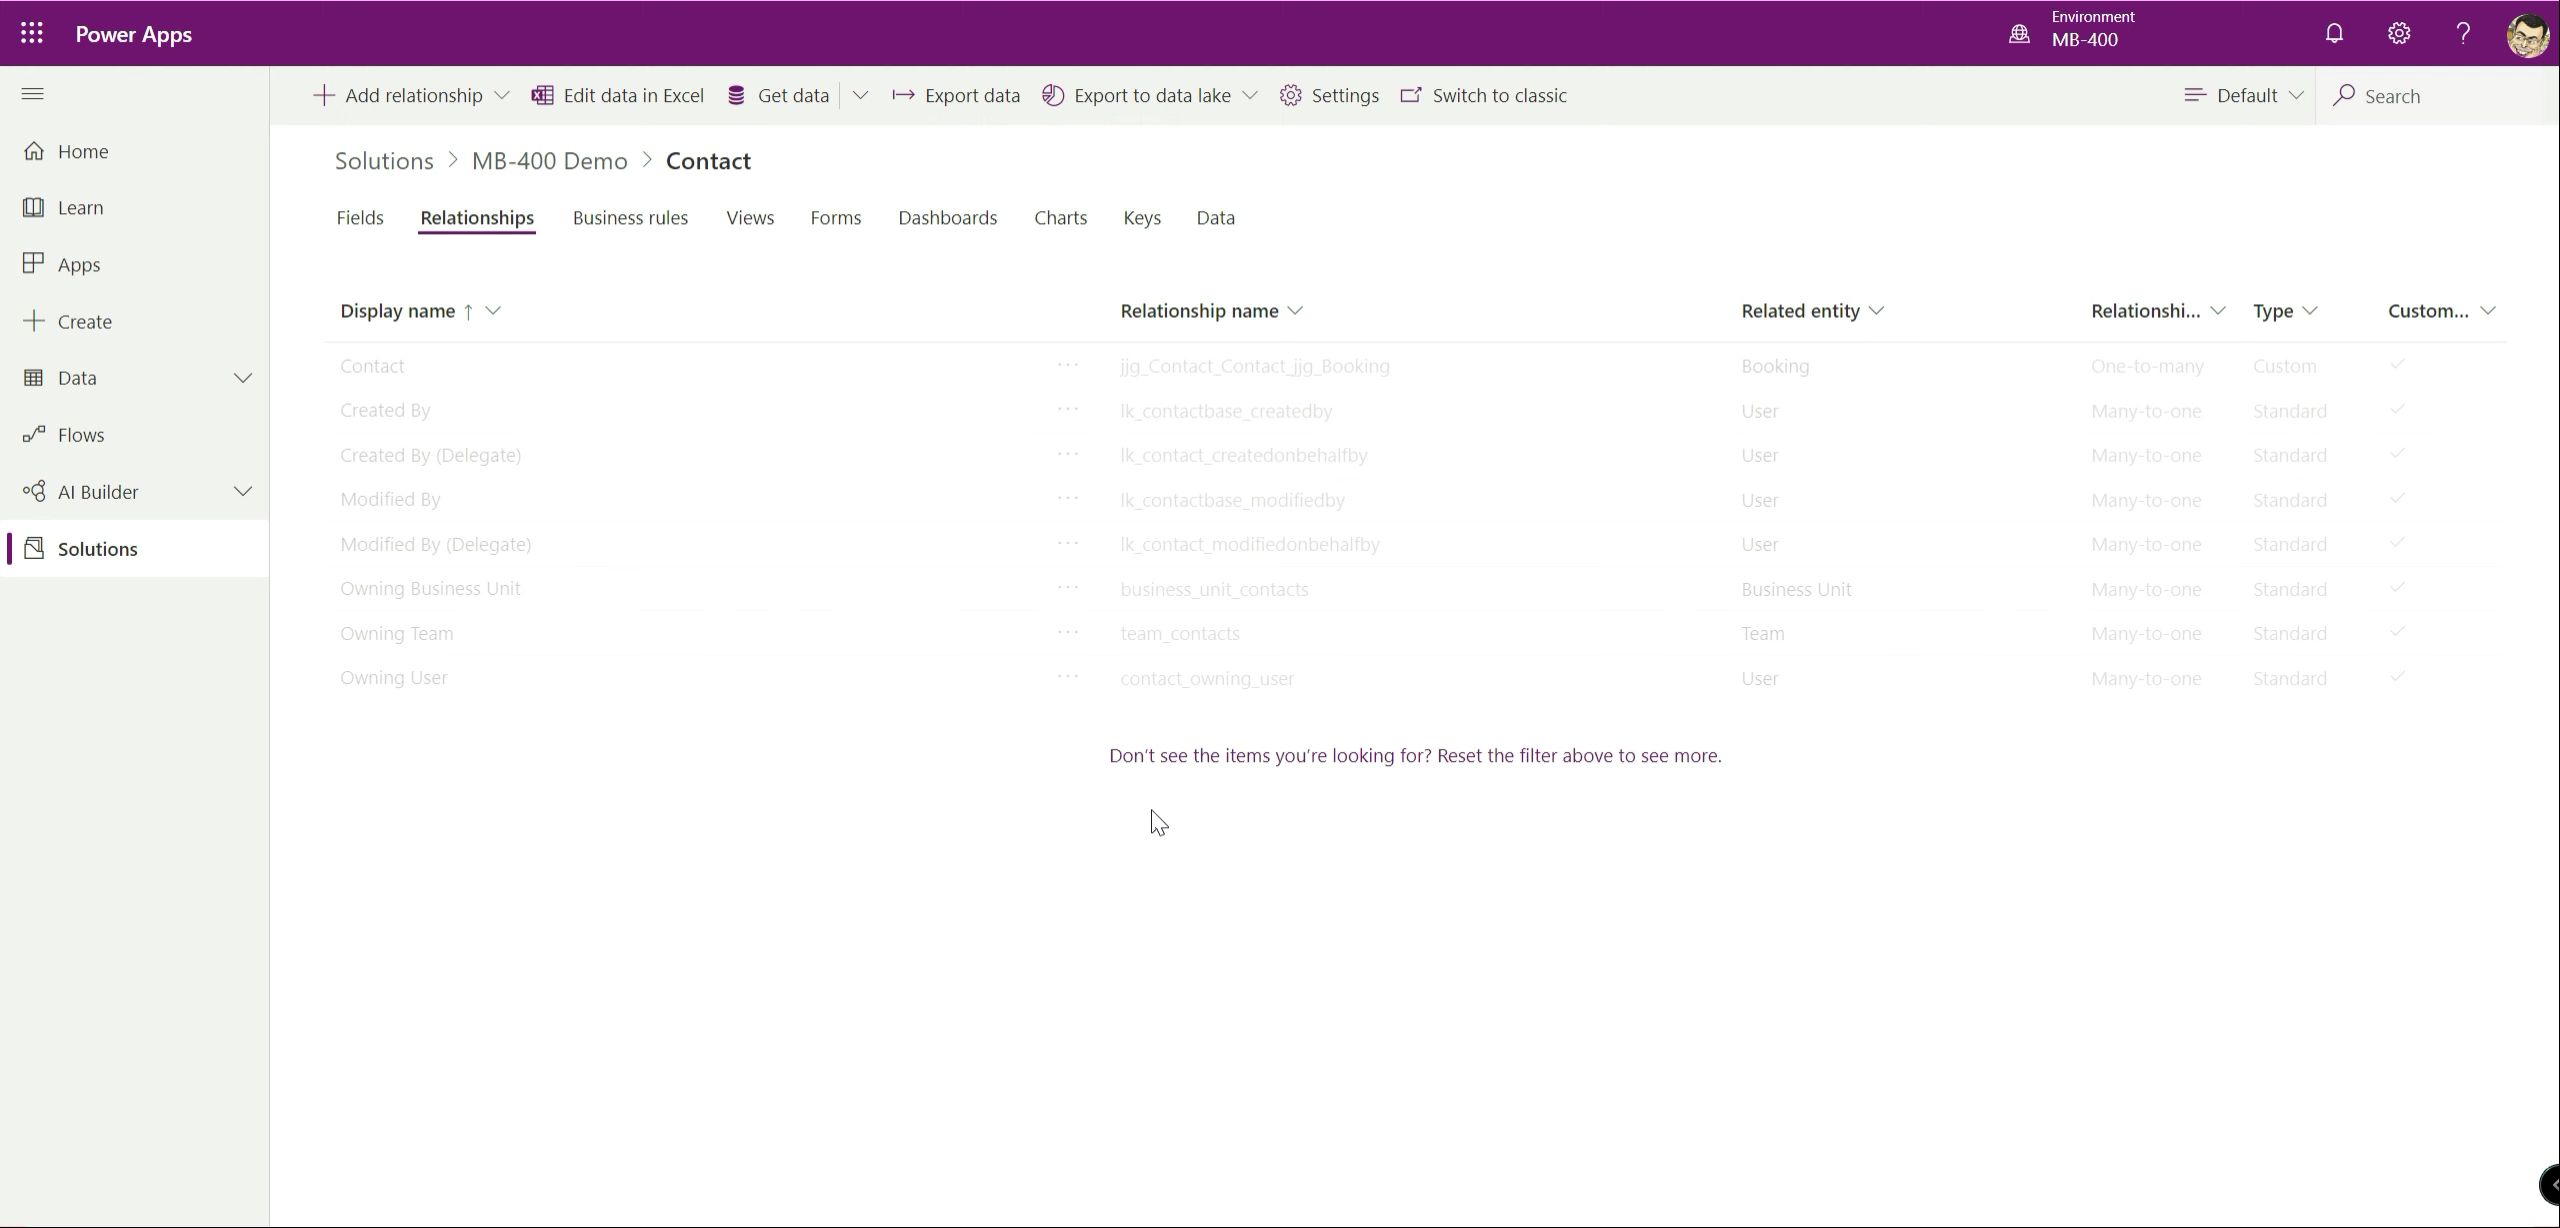 Power Apps
Environment
MB-400
Add relationship
Edit data in Excel
Get data
Export data
Export to data lake
Settings
Switch to classic
Default
Search
Home
Learn
Apps
Create
Data
Flows
AI Builder
Solutions
Solutions > MB-400 Demo > Contact
Fields Relationships Business rules Views Forms Dashboards Charts Keys Data
Display name ↑ Relationship name Related entity Relationshi... Type Custom...
Contact ... jjg_Contact_Contact_jjg_Booking Booking One-to-many Custom
Created By ... lk_contactbase_createdby User Many-to-one Standard
Created By (Delegate) ... lk_contact_createdonbehalfby User Many-to-one Standard
Modified By ... lk_contactbase_modifiedby User Many-to-one Standard
Modified By (Delegate) ... lk_contact_modifiedonbehalfby User Many-to-one Standard
Owning Business Unit ... business_unit_contacts Business Unit Many-to-one Standard
Owning Team ... team_contacts Team Many-to-one Standard
Owning User ... contact_owning_user User Many-to-one Standard
Don't see the items you're looking for? Reset the filter above to see more.